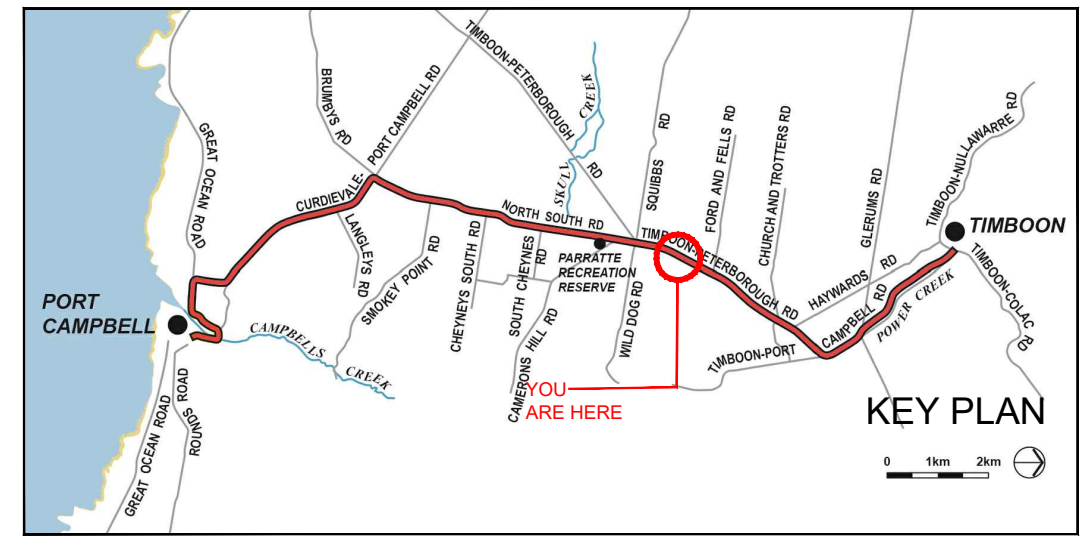 TIMBOON-PETERBOROUGH RD
BRUMBYS RD
CURDIEVALE-PORT CAMPBELL RD
GREAT OCEAN ROAD
SKULL CREEK
SQUIBBS RD
FORD AND FELLS RD
CHURCH AND TROTTERS RD
GLERUMS RD
TIMBOON-NULLAWARRE RD
TIMBOON
TIMBOON-COLAC RD
NORTH SOUTH RD
TIMBOON-PETERBOROUGH RD
LANGLEYS RD
SMOKEY POINT RD
CHEYNEYS SOUTH RD
SOUTH CHEYNES RD
PARRATTE
RECREATION
RESERVE
CAMERONS HILL RD
WILD DOG RD
HAYWARDS RD
TIMBOON-PORT CAMPBELL RD
POWER CREEK
PORT
CAMPBELL
CAMPBELLS CREEK
GREAT OCEAN ROAD
ROUNDS ROAD
YOU
ARE HERE
KEY PLAN
0 1km 2km